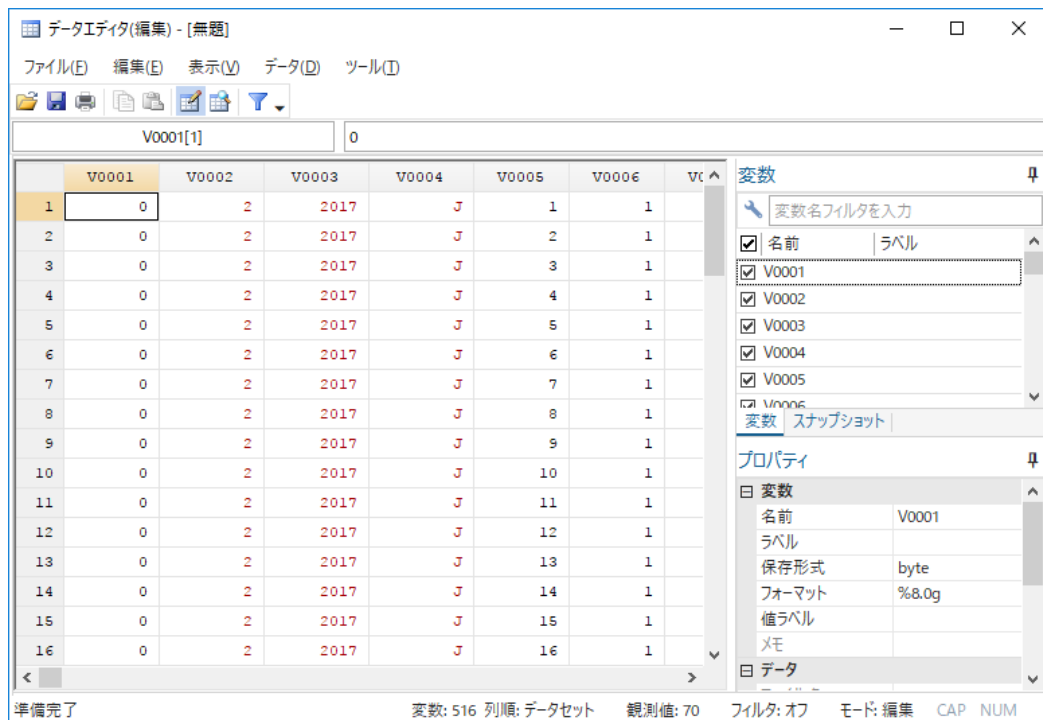 データエディタ(編集) - [無題]
ファイル(F) 編集(E) 表示(V) データ(D) ツール(T)
V0001[1] 0
V0001 V0002 V0003 V0004 V0005 V0006
1 0 2 2017 J 1 1
2 0 2 2017 J 2 1
3 0 2 2017 J 3 1
4 0 2 2017 J 4 1
5 0 2 2017 J 5 1
6 0 2 2017 J 6 1
7 0 2 2017 J 7 1
8 0 2 2017 J 8 1
9 0 2 2017 J 9 1
10 0 2 2017 J 10 1
11 0 2 2017 J 11 1
12 0 2 2017 J 12 1
13 0 2 2017 J 13 1
14 0 2 2017 J 14 1
15 0 2 2017 J 15 1
16 0 2 2017 J 16 1
変数
変数名フィルタを入力
名前 ラベル
V0001
V0002
V0003
V0004
V0005
V0006
変数 スナップショット
プロパティ
変数
名前 V0001
ラベル
保存形式 byte
フォーマット %8.0g
値ラベル
メモ
データ
準備完了 変数: 516 列順: データセット 観測値: 70 フィルタ: オフ モード: 編集 CAP NUM